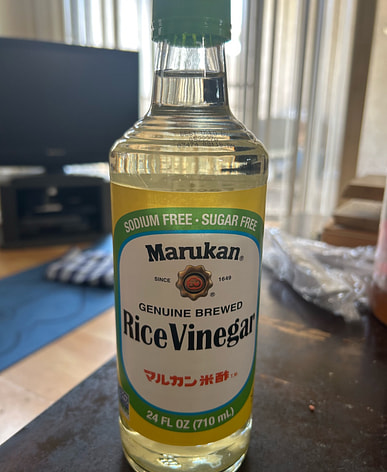 SODIUM FREE · SUGAR FREE
Marukan®
SINCE 1649
®
GENUINE BREWED
Rice Vinegar
マルカン 米酢
24 FL OZ (710 mL)